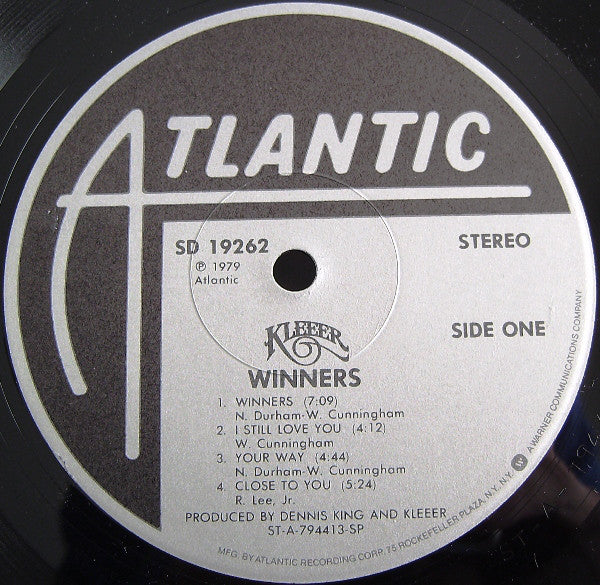 ATLANTIC
SD 19262
STEREO
℗ 1979
Atlantic
SIDE ONE
KLEEER
WINNERS
1. WINNERS (7:09)
N. Durham-W. Cunningham
2. I STILL LOVE YOU (4:12)
W. Cunningham
3. YOUR WAY (4:44)
N. Durham-W. Cunningham
4. CLOSE TO YOU (5:24)
R. Lee, Jr.
PRODUCED BY DENNIS KING AND KLEEER
ST-A-794413-SP
MFG. BY ATLANTIC RECORDING CORP. 75 ROCKEFELLER PLAZA, N.Y., N.Y. A WARNER COMMUNICATIONS COMPANY